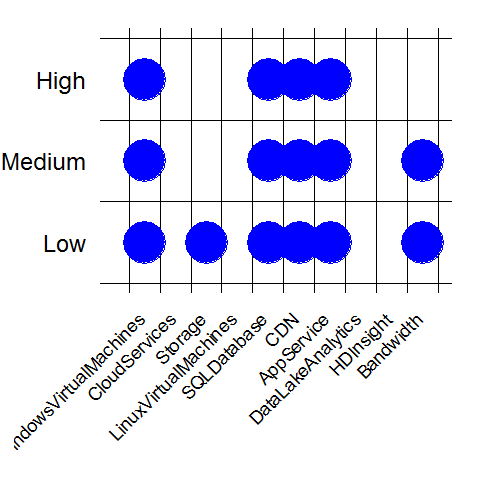 High
Medium
Low
ndowsVirtualMachines
CloudServices
Storage
LinuxVirtualMachines
SQLDatabase
CDN
AppService
DataLakeAnalytics
HDInsight
Bandwidth